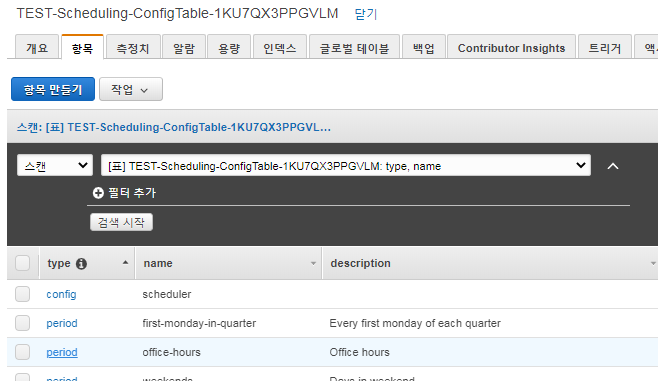 TEST-Scheduling-ConfigTable-1KU7QX3PPGVLM 닫기
개요 항목 측정치 알람 용량 인덱스 글로벌 테이블 백업 Contributor Insights 트리거
항목 만들기 작업
스캔: [표] TEST-Scheduling-ConfigTable-1KU7QX3PPGVL…
스캔 [표] TEST-Scheduling-ConfigTable-1KU7QX3PPGVLM: type, name
필터 추가
검색 시작
type name description
config scheduler
period first-monday-in-quarter Every first monday of each quarter
period office-hours Office hours
period weekends Days in weekend